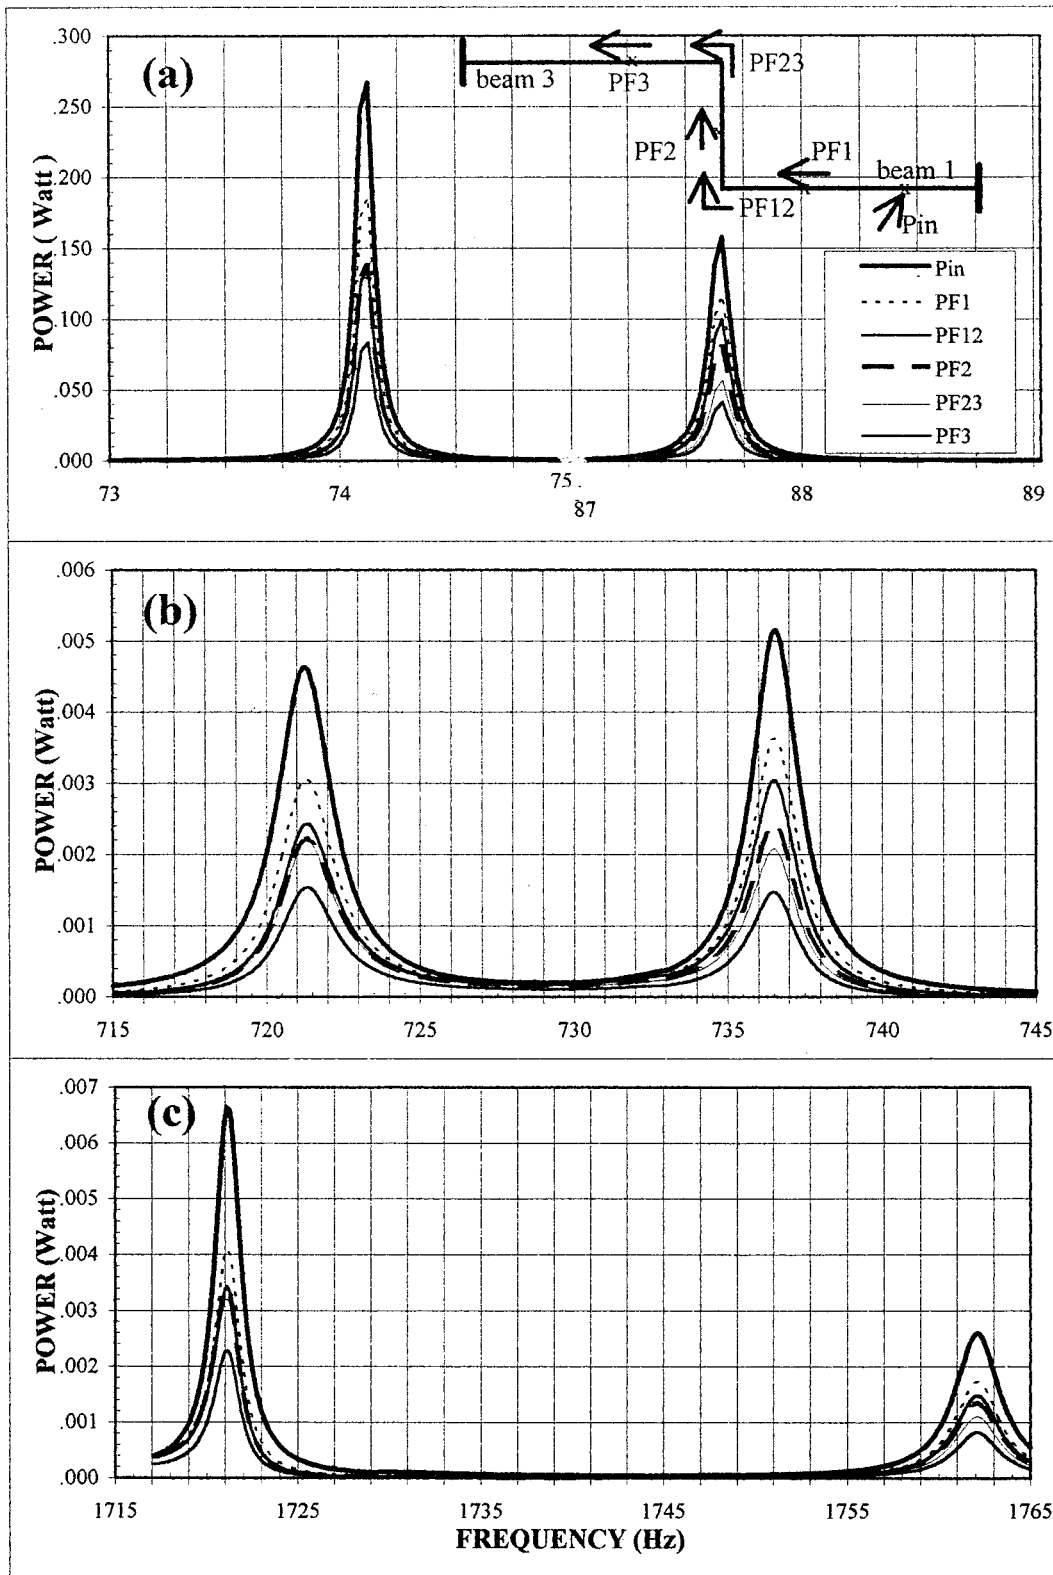 (a)
POWER ( Watt)
.300
.250
.200
.150
.100
.050
.000
beam 3
PF3
PF23
PF2
PF1
beam 1
PF12
Pin
Pin
PF1
PF12
PF2
PF23
PF3
73
74
75
87
88
89
(b)
POWER (Watt)
.006
.005
.004
.003
.002
.001
.000
715
720
725
730
735
740
745
(c)
POWER (Watt)
.007
.006
.005
.004
.003
.002
.001
.000
1715
1725
1735
1745
1755
1765
FREQUENCY (Hz)